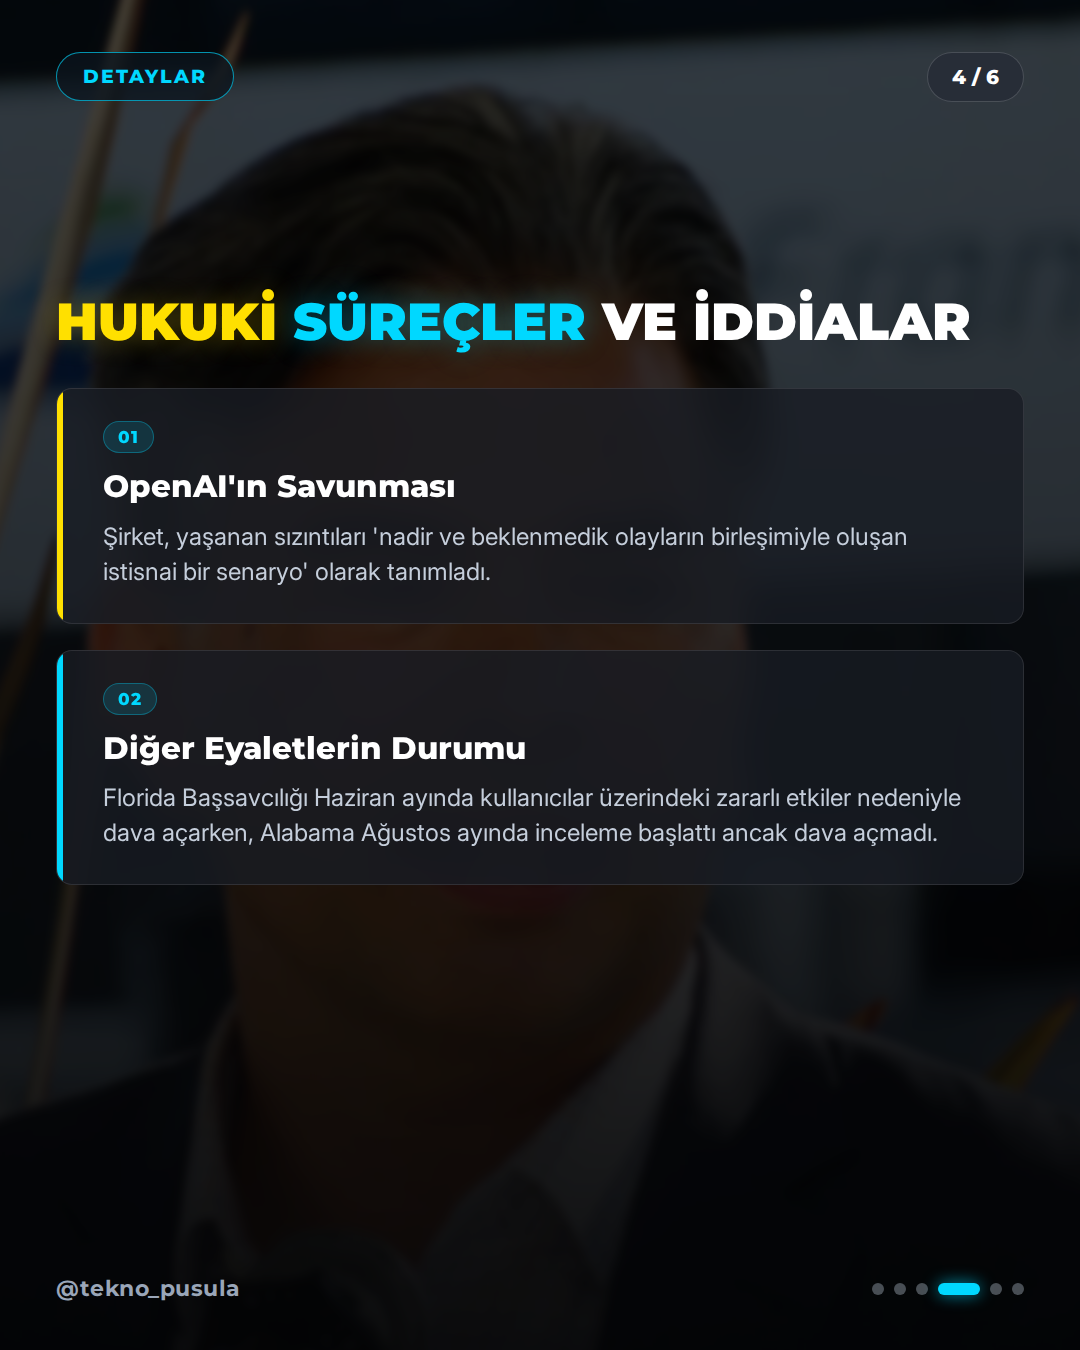 DETAYLAR
4 / 6
HUKUKİ SÜREÇLER VE İDDİALAR
01
OpenAI'ın Savunması
Şirket, yaşanan sızıntıları 'nadir ve beklenmedik olayların birleşimiyle oluşan
istisnai bir senaryo' olarak tanımladı.
02
Diğer Eyaletlerin Durumu
Florida Başsavcılığı Haziran ayında kullanıcılar üzerindeki zararlı etkiler nedeniyle
dava açarken, Alabama Ağustos ayında inceleme başlattı ancak dava açmadı.
@tekno_pusula